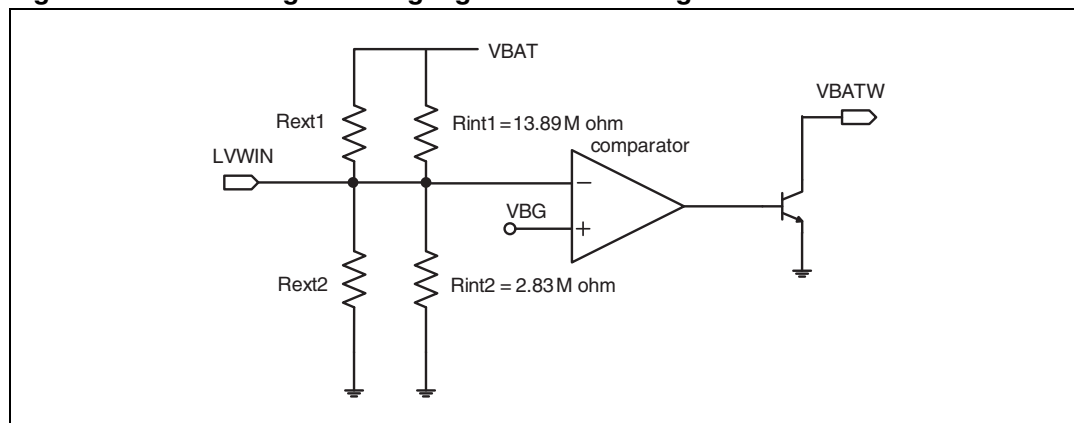 VBAT
VBATW
Rext1
Rint1 = 13.89 M ohm
comparator
LVWIN
−
VBG
+
Rext2
Rint2 = 2.83 M ohm